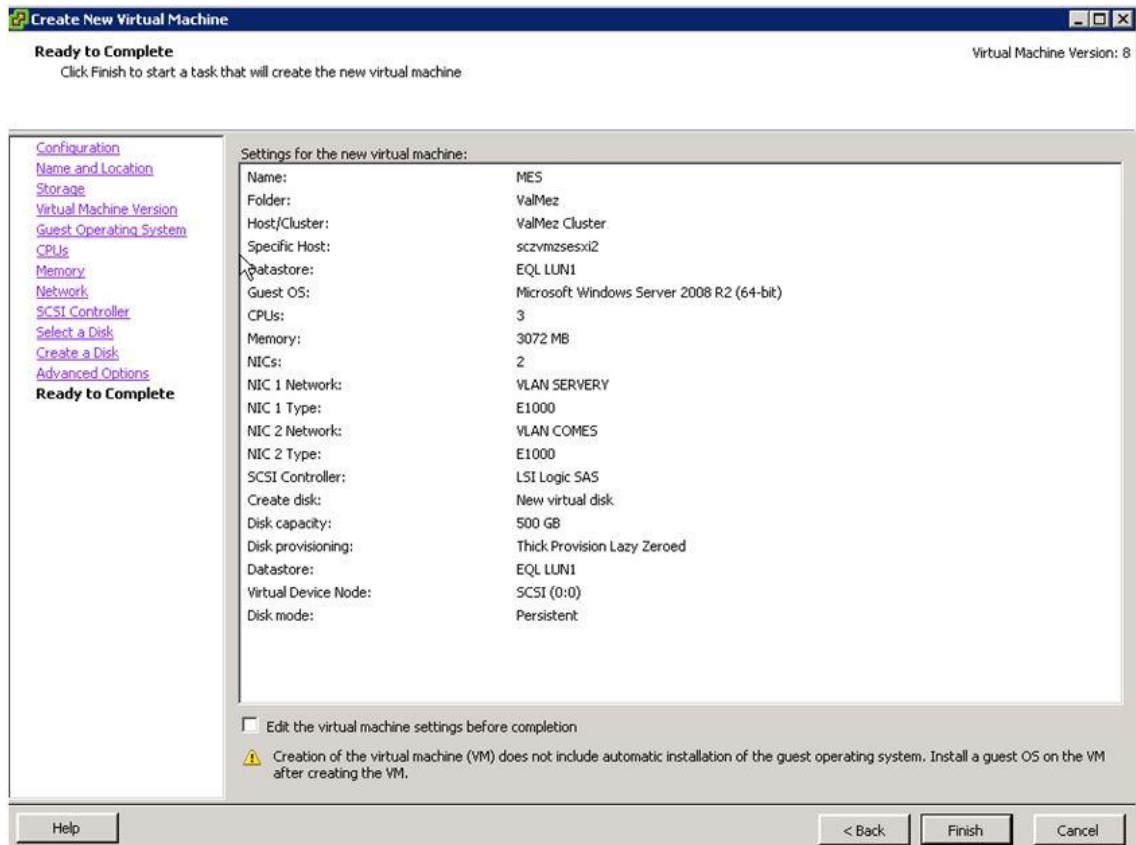 Create New Virtual Machine
Ready to Complete
Click Finish to start a task that will create the new virtual machine
Virtual Machine Version: 8
Configuration
Name and Location
Storage
Virtual Machine Version
Guest Operating System
CPUs
Memory
Network
SCSI Controller
Select a Disk
Create a Disk
Advanced Options
Ready to Complete
Settings for the new virtual machine:
Name: MES
Folder: ValMez
Host/Cluster: ValMez Cluster
Specific Host: sczvmzsesxi2
Datastore: EQL LUN1
Guest OS: Microsoft Windows Server 2008 R2 (64-bit)
CPUs: 3
Memory: 3072 MB
NICs: 2
NIC 1 Network: VLAN SERVERY
NIC 1 Type: E1000
NIC 2 Network: VLAN COMES
NIC 2 Type: E1000
SCSI Controller: LSI Logic SAS
Create disk: New virtual disk
Disk capacity: 500 GB
Disk provisioning: Thick Provision Lazy Zeroed
Datastore: EQL LUN1
Virtual Device Node: SCSI (0:0)
Disk mode: Persistent
Edit the virtual machine settings before completion
Creation of the virtual machine (VM) does not include automatic installation of the guest operating system. Install a guest OS on the VM
after creating the VM.
Help
< Back
Finish
Cancel